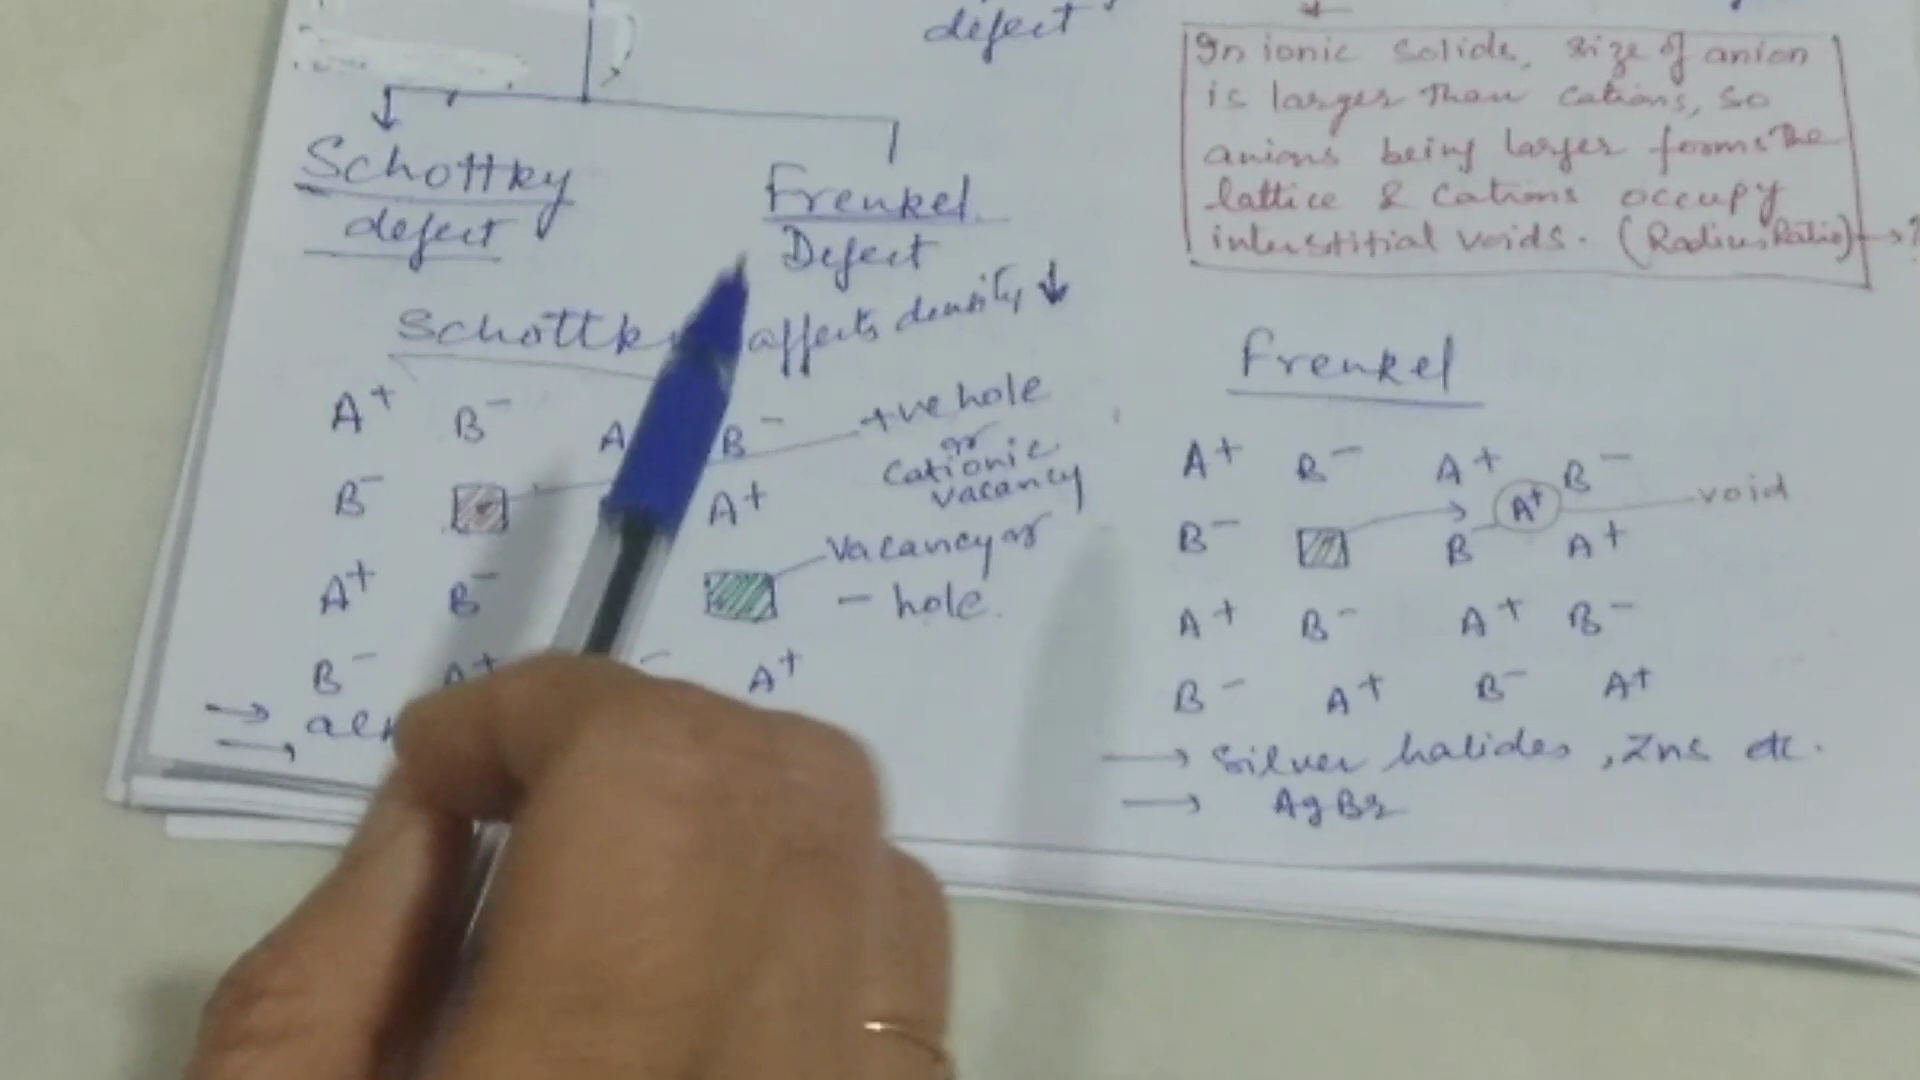 defect
In ionic solids, size of anion
is larger than cations, so
anions being larger forms the
lattice & cations occupy
interstitial voids. (Radius Ratio) → ?
Schottky
defect
Frenkel
Defect
affects density ↓
A+ B- B-
B- A+
A+ B-
B- A+
+ve hole
or
cationic
vacancy
vacancy or
- hole.
Frenkel
A+ B- A+ B-
A+ void
B- B A+
A+ B- A+ B-
B- A+ B- A+
→ Silver halides, Zns etc.
→ AgBr